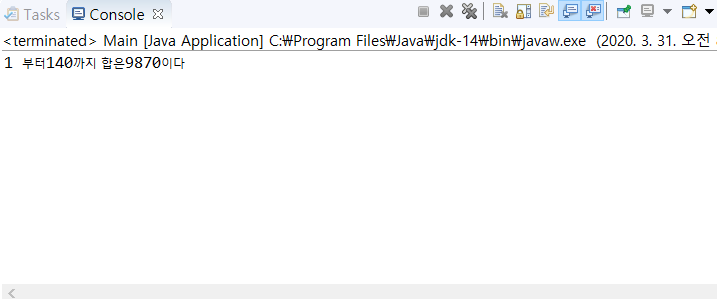 Tasks Console
<terminated> Main [Java Application] C:₩Program Files₩Java₩jdk-14₩bin₩javaw.exe (2020. 3. 31. 오전
1 부터140까지 합은9870이다